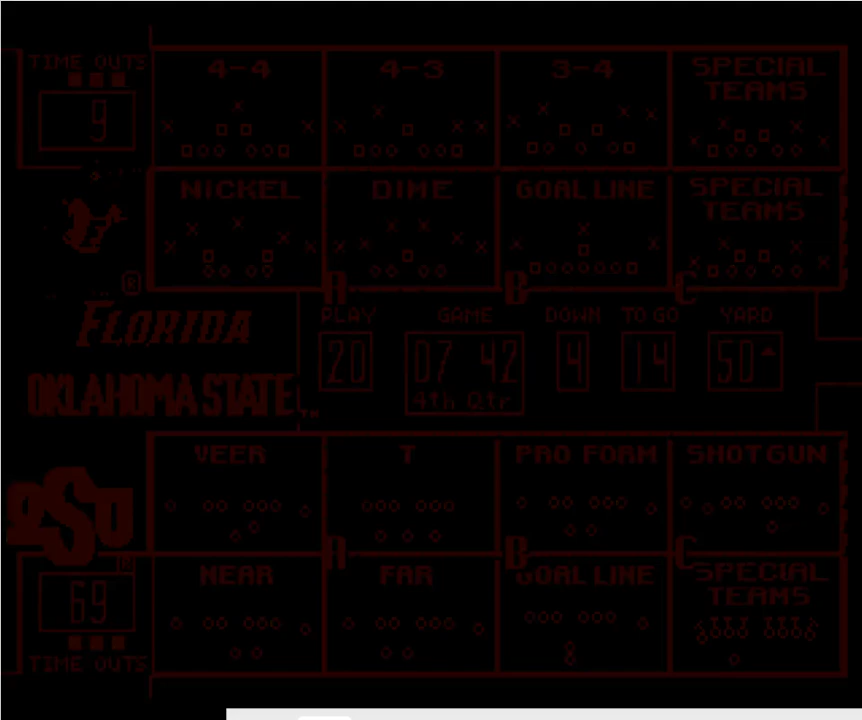 TIME OUTS
9
4-4
4-3
3-4
SPECIAL TEAMS
NICKEL
DIME
GOAL LINE
SPECIAL TEAMS
®
A
B
C
FLORIDA
OKLAHOMA STATE™
PLAY
20
GAME
07 42
4th Qtr
DOWN
4
TO GO
14
YARD
50
VEER
T
PRO FORM
SHOTGUN
OSU
®
A
B
C
NEAR
FAR
GOAL LINE
SPECIAL TEAMS
69
TIME OUTS